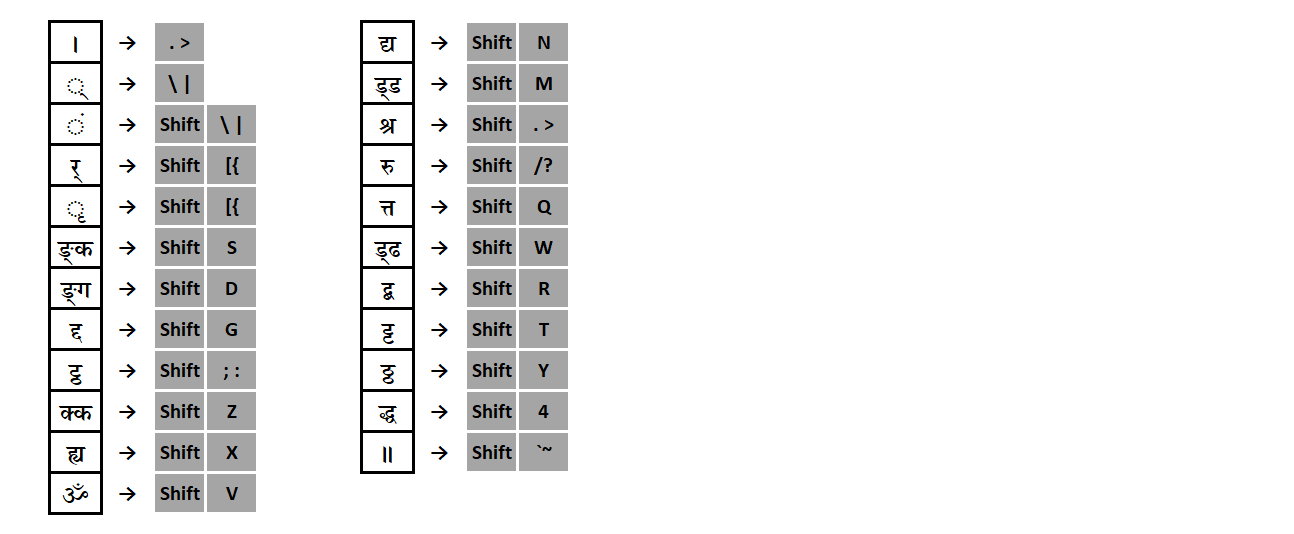 । → . >
◌् → \ |
◌ं → Shift \ |
र् → Shift [{
◌ृ → Shift [{
ङ्क → Shift S
ङ्ग → Shift D
द्द → Shift G
ट्ठ → Shift ; :
क्क → Shift Z
ह्य → Shift X
ॐ → Shift V
द्य → Shift N
ड्ड → Shift M
श्र → Shift . >
रु → Shift /?
त्त → Shift Q
ड्ढ → Shift W
द्ब → Shift R
ट्ट → Shift T
ठ्ठ → Shift Y
द्ध → Shift 4
॥ → Shift `~